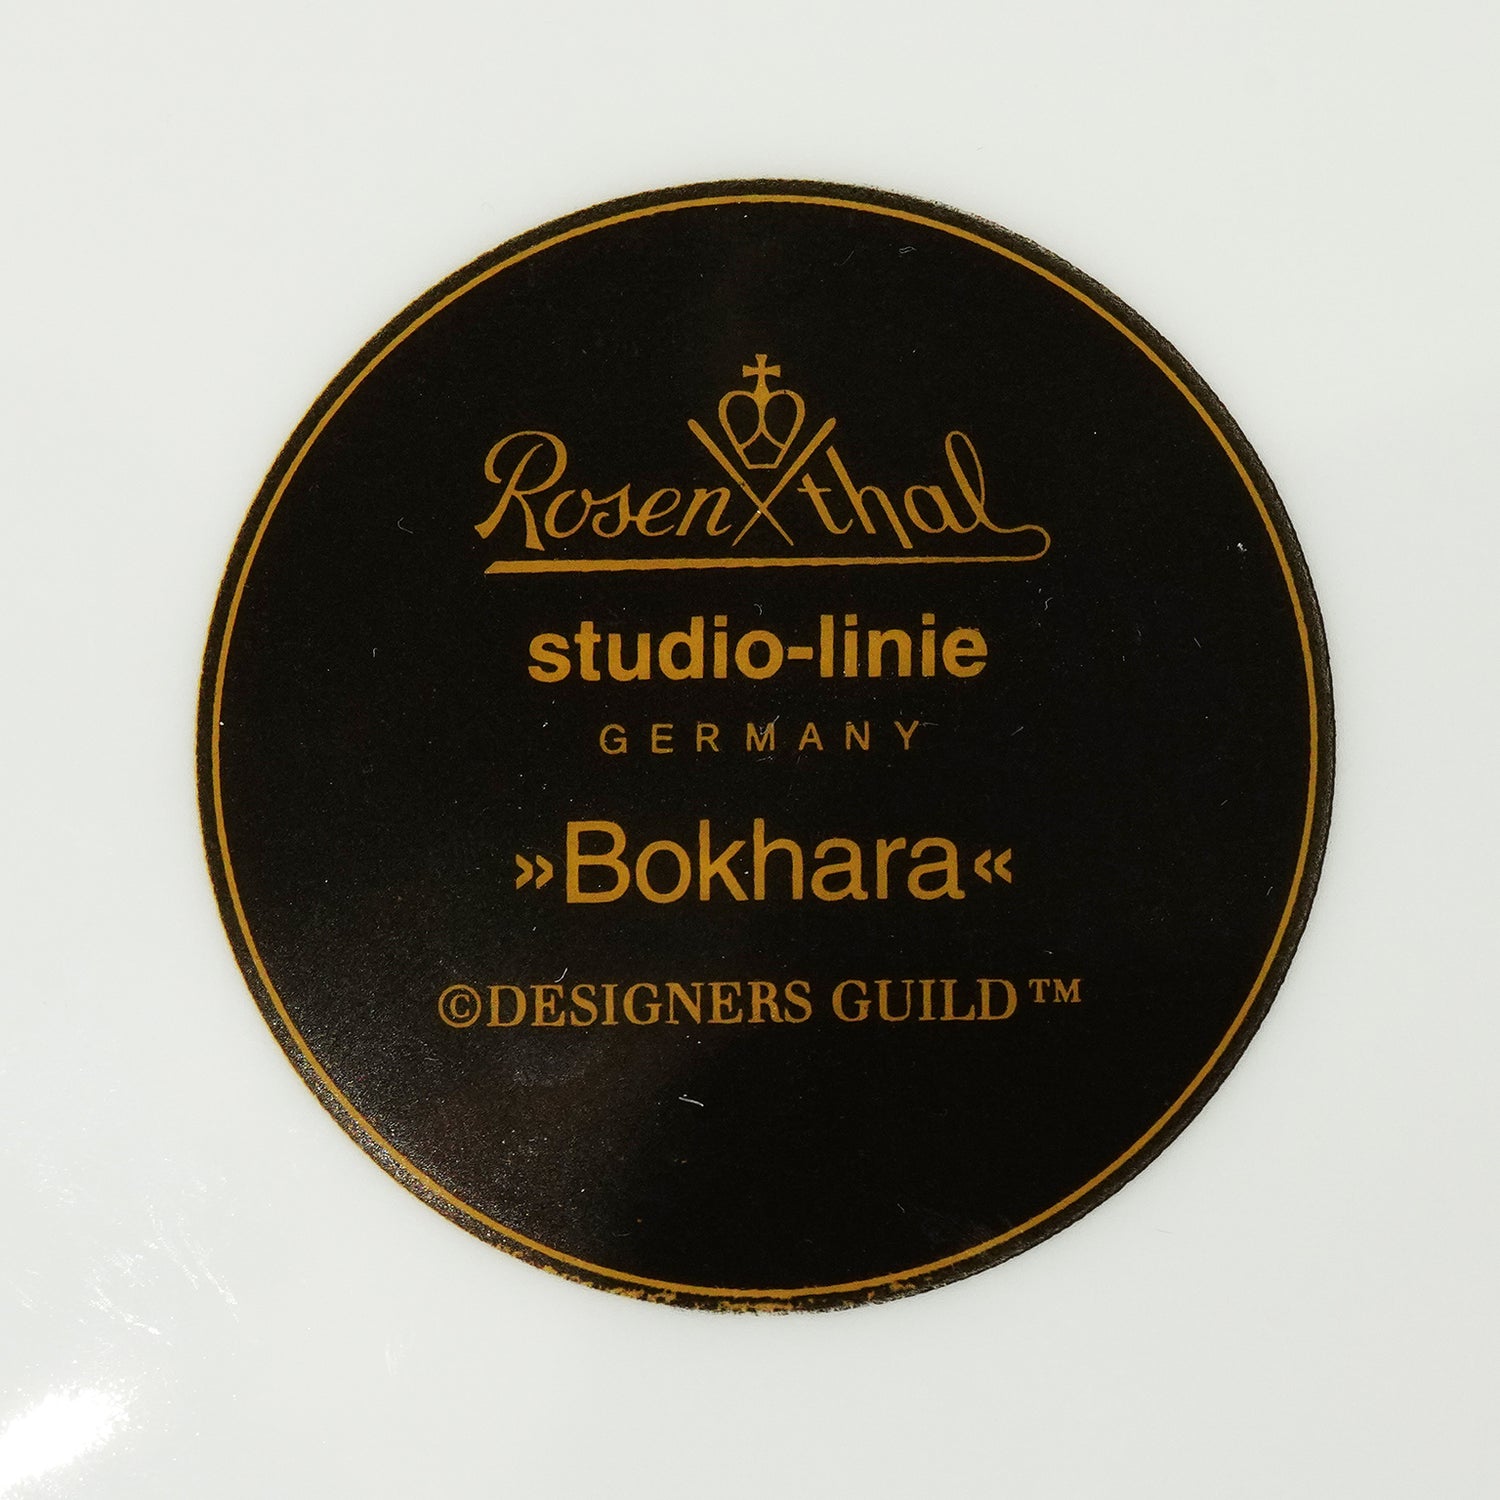 Rosenthal
studio-linie
GERMANY
»Bokhara«
©DESIGNERS GUILD™